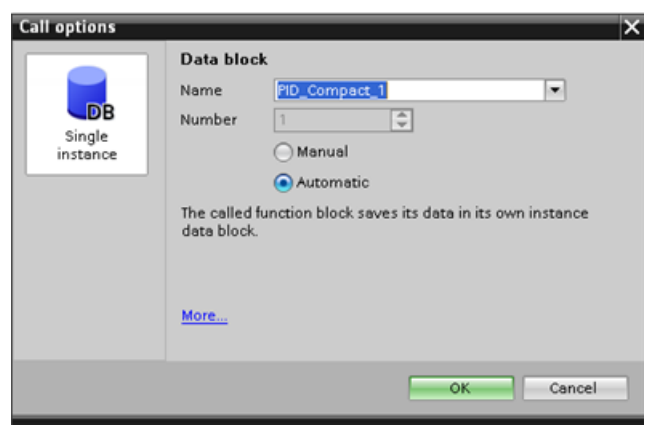 Call options
DB
Single
instance
Data block
Name PID_Compact_1
Number 1
Manual
Automatic
The called function block saves its data in its own instance
data block.
More...
OK Cancel